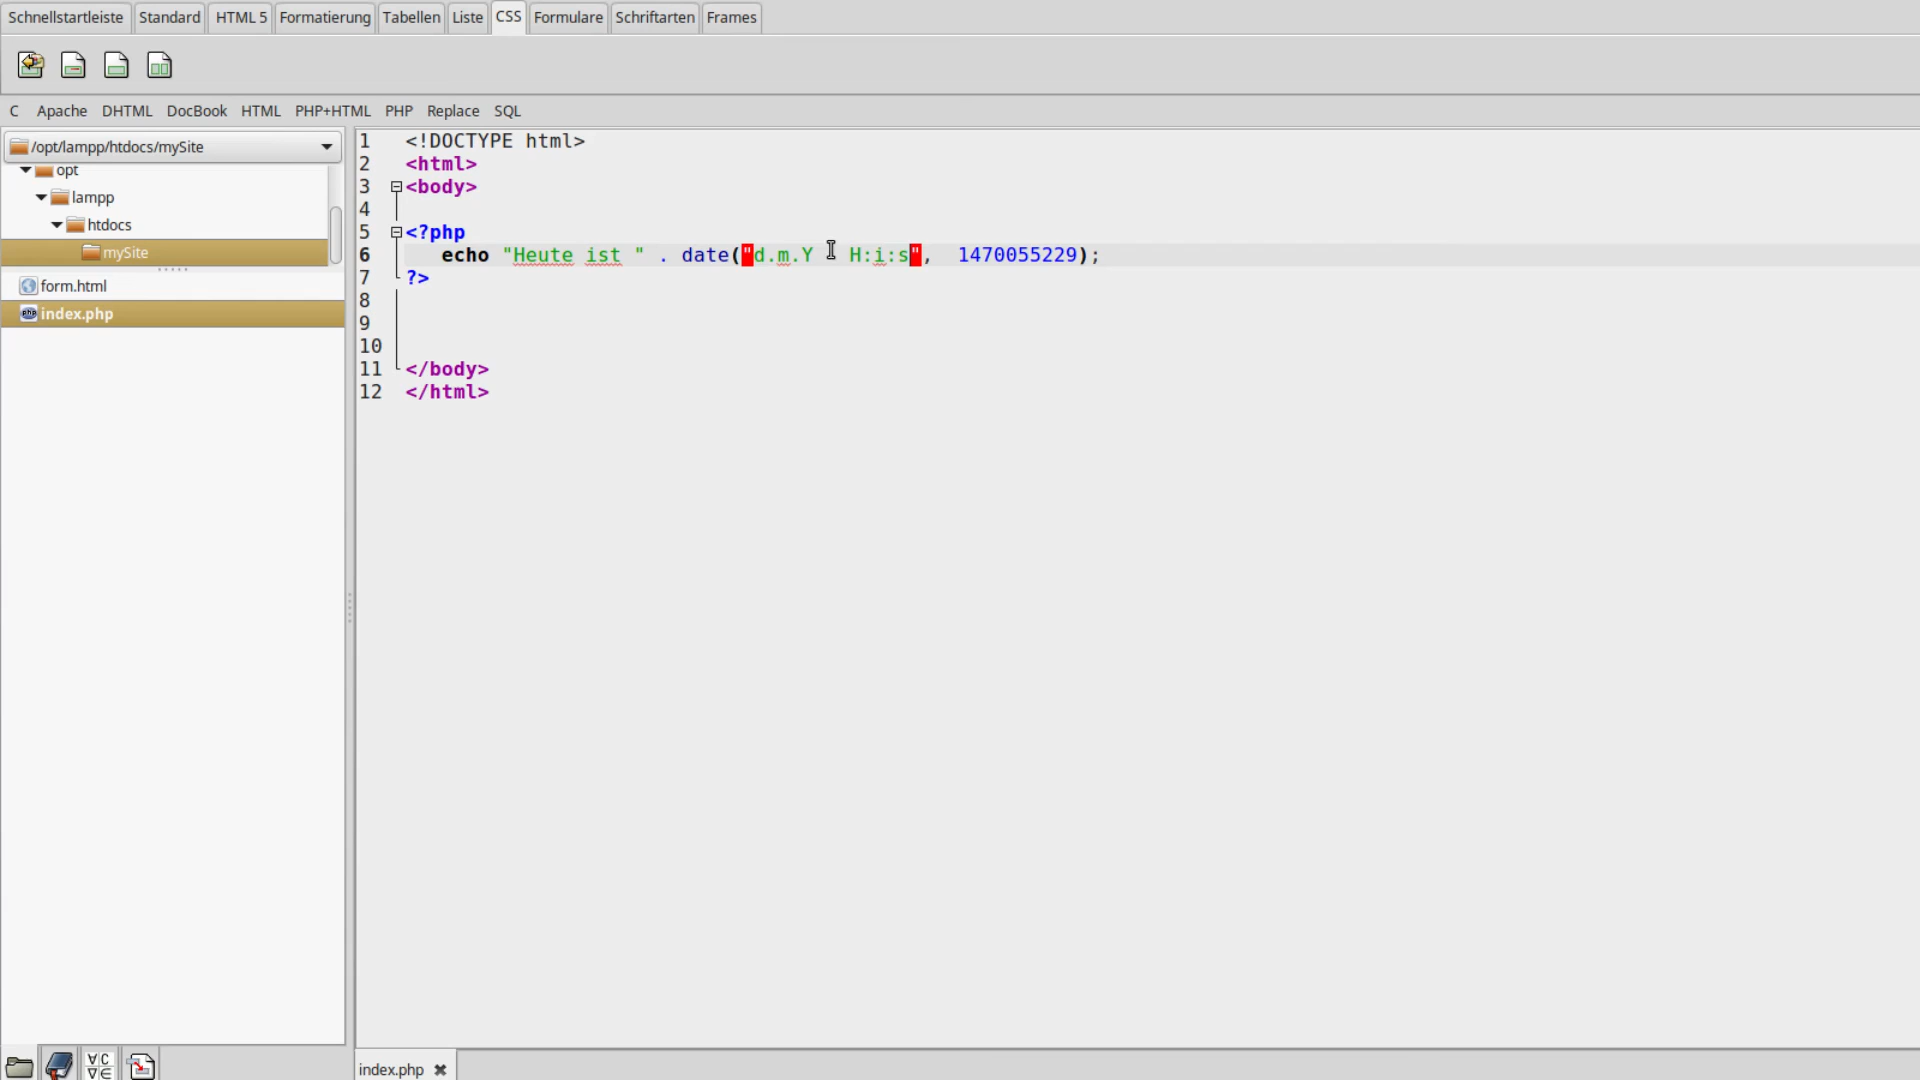 Schnellstartleiste Standard HTML 5 Formatierung Tabellen Liste CSS Formulare Schriftarten Frames
C Apache DHTML DocBook HTML PHP+HTML PHP Replace SQL
/opt/lampp/htdocs/mySite
opt
lampp
htdocs
mySite
form.html
index.php
1 <!DOCTYPE html>
2 <html>
3 <body>
4
5 <?php
6 echo "Heute ist " . date("d.m.Y   H:i:s",  1470055229);
7 ?>
8
9
10
11 </body>
12 </html>
index.php